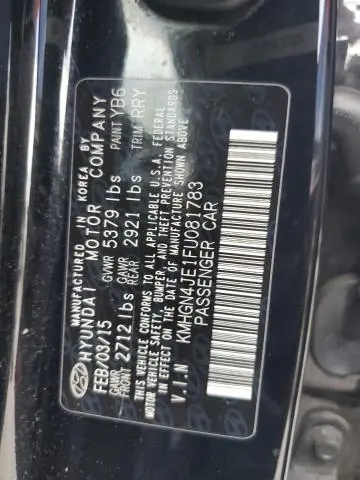 MANUFACTURED IN KOREA BY
HYUNDAI MOTOR COMPANY
FEB/03/15 GVWR 5379 lbs PAINT YB6
GAWR FRONT 2712 lbs GAWR REAR 2921 lbs TRIM RRY
THIS VEHICLE CONFORMS TO ALL APPLICABLE U.S.A. FEDERAL
MOTOR VEHICLE SAFETY, BUMPER, AND THEFT PREVENTION STANDARDS
IN EFFECT ON THE DATE OF MANUFACTURE SHOWN ABOVE
V.I.N KMHGN4JE1FU081783
PASSENGER CAR